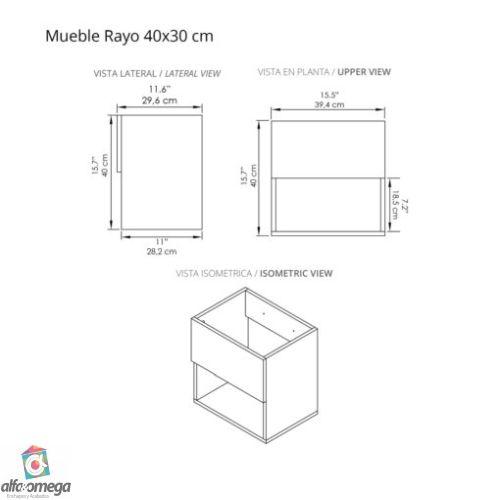 Mueble Rayo 40x30 cm
VISTA LATERAL / LATERAL VIEW
11.6"
29,6 cm
15.7"
40 cm
11"
28,2 cm
VISTA EN PLANTA / UPPER VIEW
15.5"
39,4 cm
15.7"
40 cm
7.2"
18,5 cm
VISTA ISOMETRICA / ISOMETRIC VIEW
alfaomega
Enchapes y Acabados